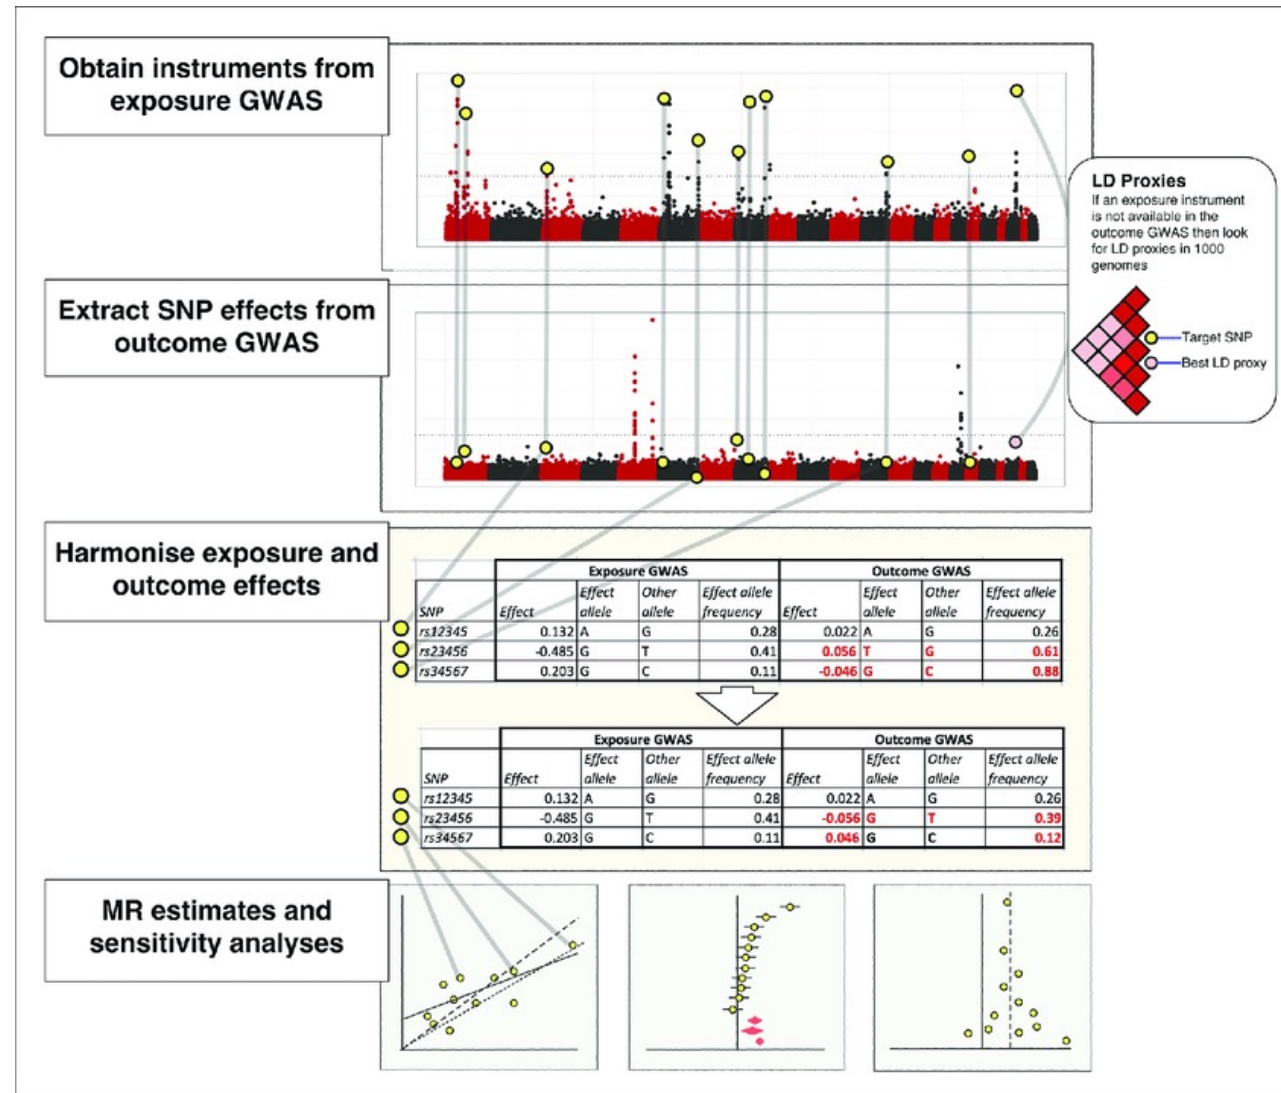 Obtain instruments from
exposure GWAS
LD Proxies
If an exposure instrument
is not available in the
outcome GWAS then look
for LD proxies in 1000
genomes
Target SNP
Best LD proxy
Extract SNP effects from
outcome GWAS
Harmonise exposure and
outcome effects
Exposure GWAS Outcome GWAS
Effect Other Effect allele Effect Other Effect allele
SNP Effect allele allele frequency Effect allele allele frequency
rs12345 0.132 A G 0.28 0.022 A G 0.26
rs23456 -0.485 G T 0.41 0.056 T G 0.61
rs34567 0.203 G C 0.11 -0.046 G C 0.88
Exposure GWAS Outcome GWAS
Effect Other Effect allele Effect Other Effect allele
SNP Effect allele allele frequency Effect allele allele frequency
rs12345 0.132 A G 0.28 0.022 A G 0.26
rs23456 -0.485 G T 0.41 -0.056 G T 0.39
rs34567 0.203 G C 0.11 0.046 G C 0.12
MR estimates and
sensitivity analyses